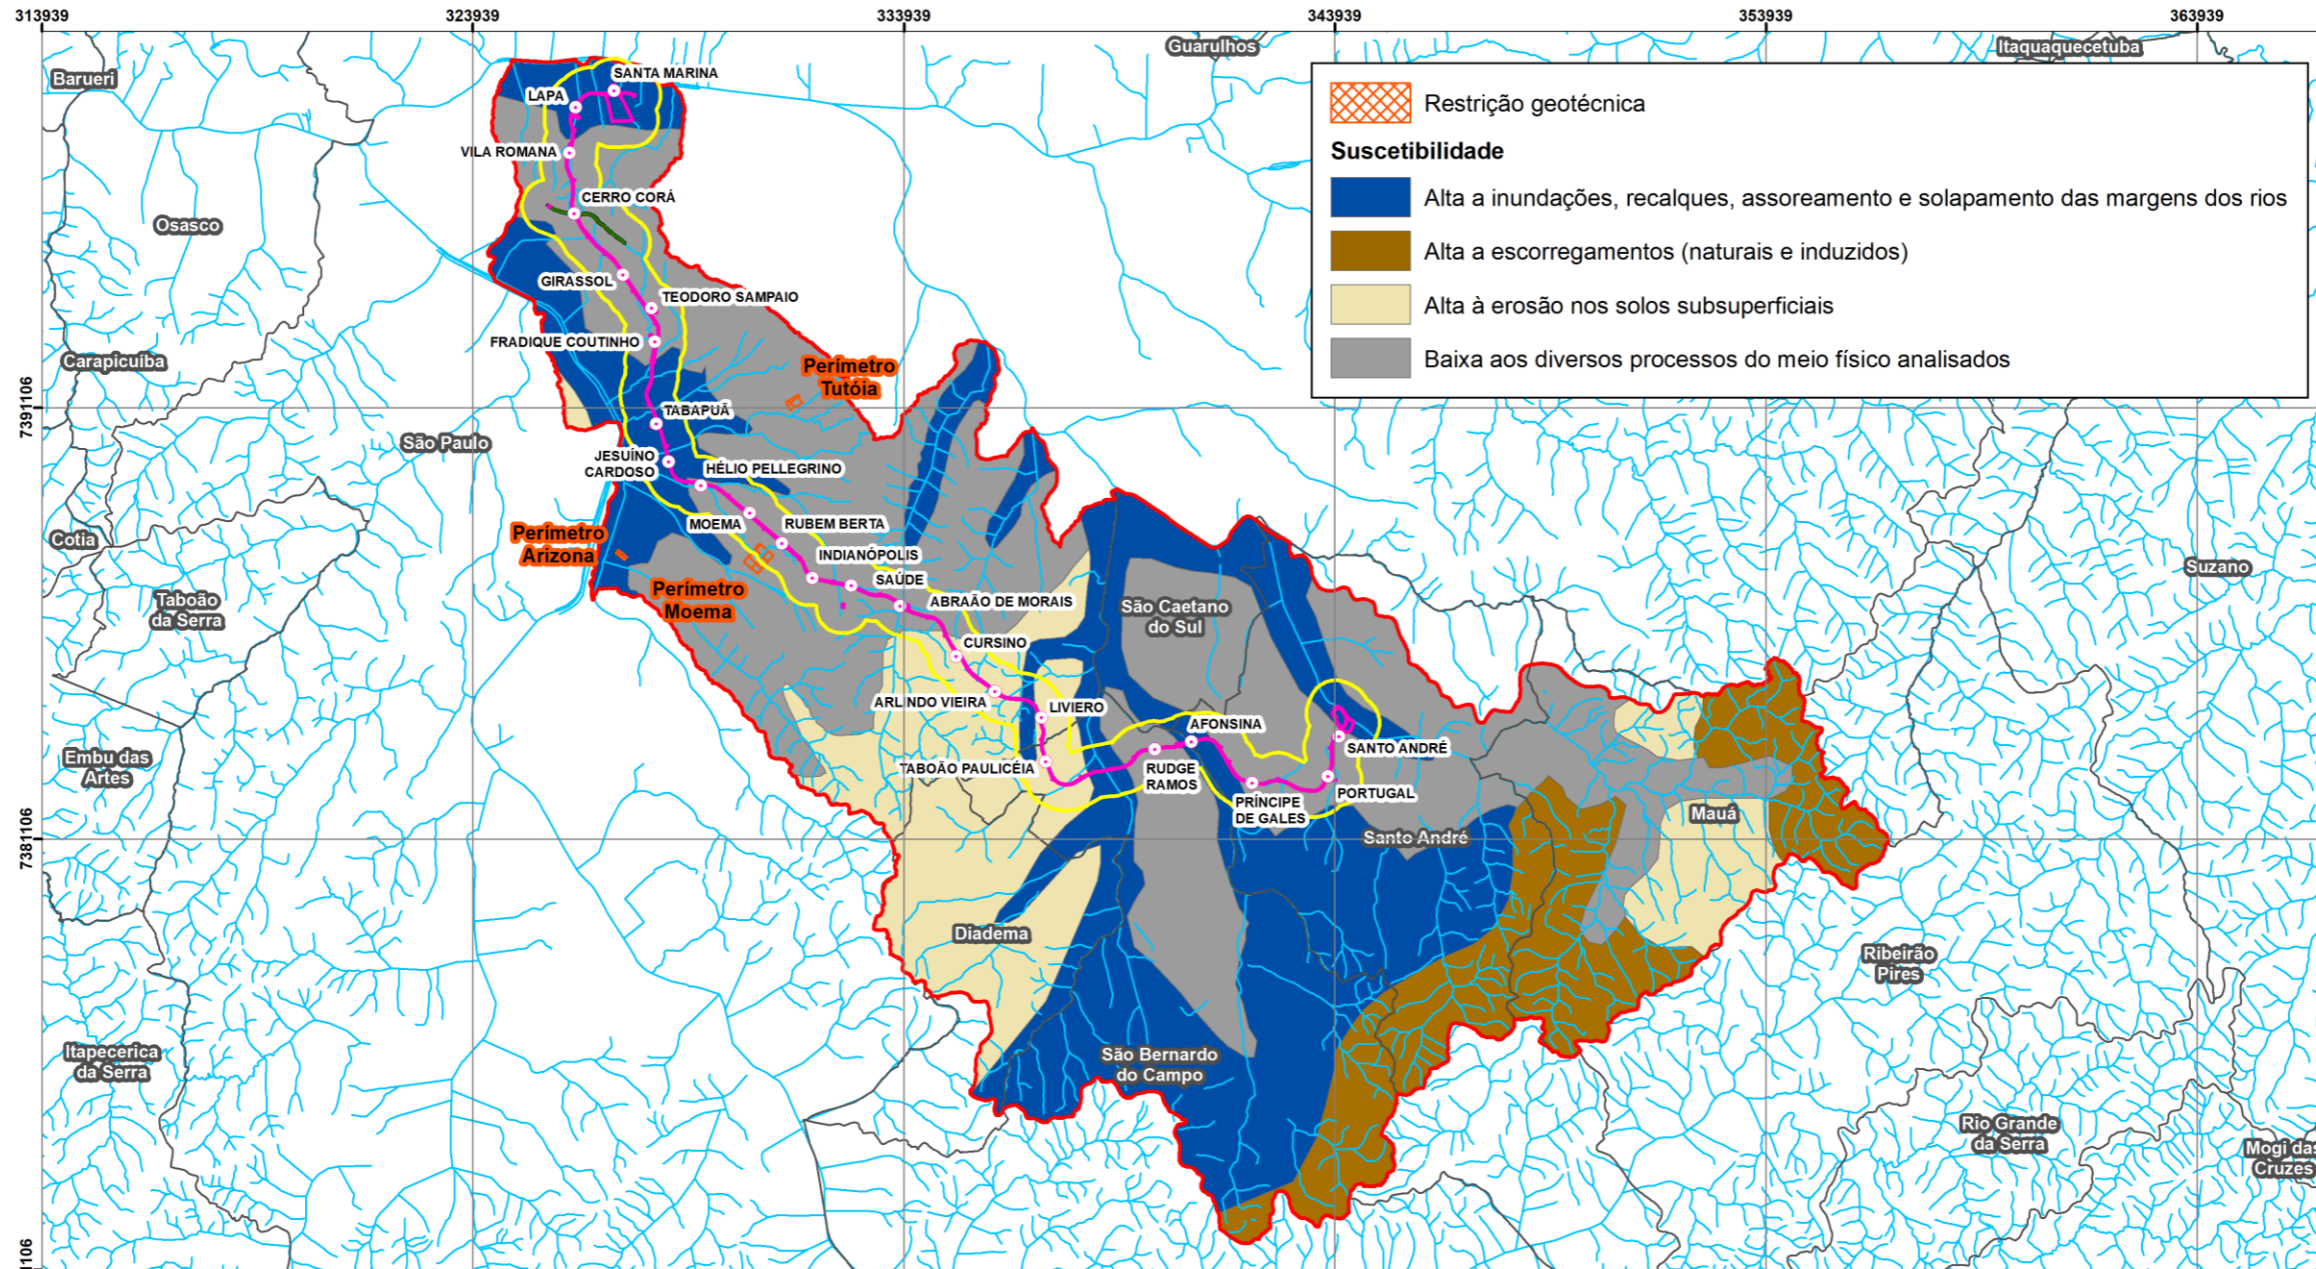 313939
323939
333939
343939
353939
363939
Guarulhos
Itaquaquecetuba
Barueri
SANTA MARINA
LAPA
VILA ROMANA
CERRO CORÁ
Osasco
GIRASSOL
TEODORO SAMPAIO
FRADIQUE COUTINHO
Carapicuíba
Perímetro
Tutóia
Restrição geotécnica
Suscetibilidade
Alta a inundações, recalques, assoreamento e solapamento das margens dos rios
Alta a escorregamentos (naturais e induzidos)
Alta à erosão nos solos subsuperficiais
Baixa aos diversos processos do meio físico analisados
7391106
TABAPUÃ
São Paulo
JESUÍNO
CARDOSO
HÉLIO PELLEGRINO
MOEMA
RUBEM BERTA
Perímetro
Arizona
Cotia
INDIANÓPOLIS
SAÚDE
Perímetro
Moema
ABRAÃO DE MORAIS
São Caetano
do Sul
Suzano
Taboão
da Serra
CURSINO
ARLINDO VIEIRA
LIVIERO
AFONSINA
SANTO ANDRÉ
Embu das
Artes
TABOÃO PAULICÉIA
RUDGE
RAMOS
PRÍNCIPE
DE GALES
PORTUGAL
Mauá
Santo André
7381106
Diadema
Ribeirão
Pires
Itapecerica
da Serra
São Bernardo
do Campo
Rio Grande
da Serra
Mogi das
Cruzes
1106